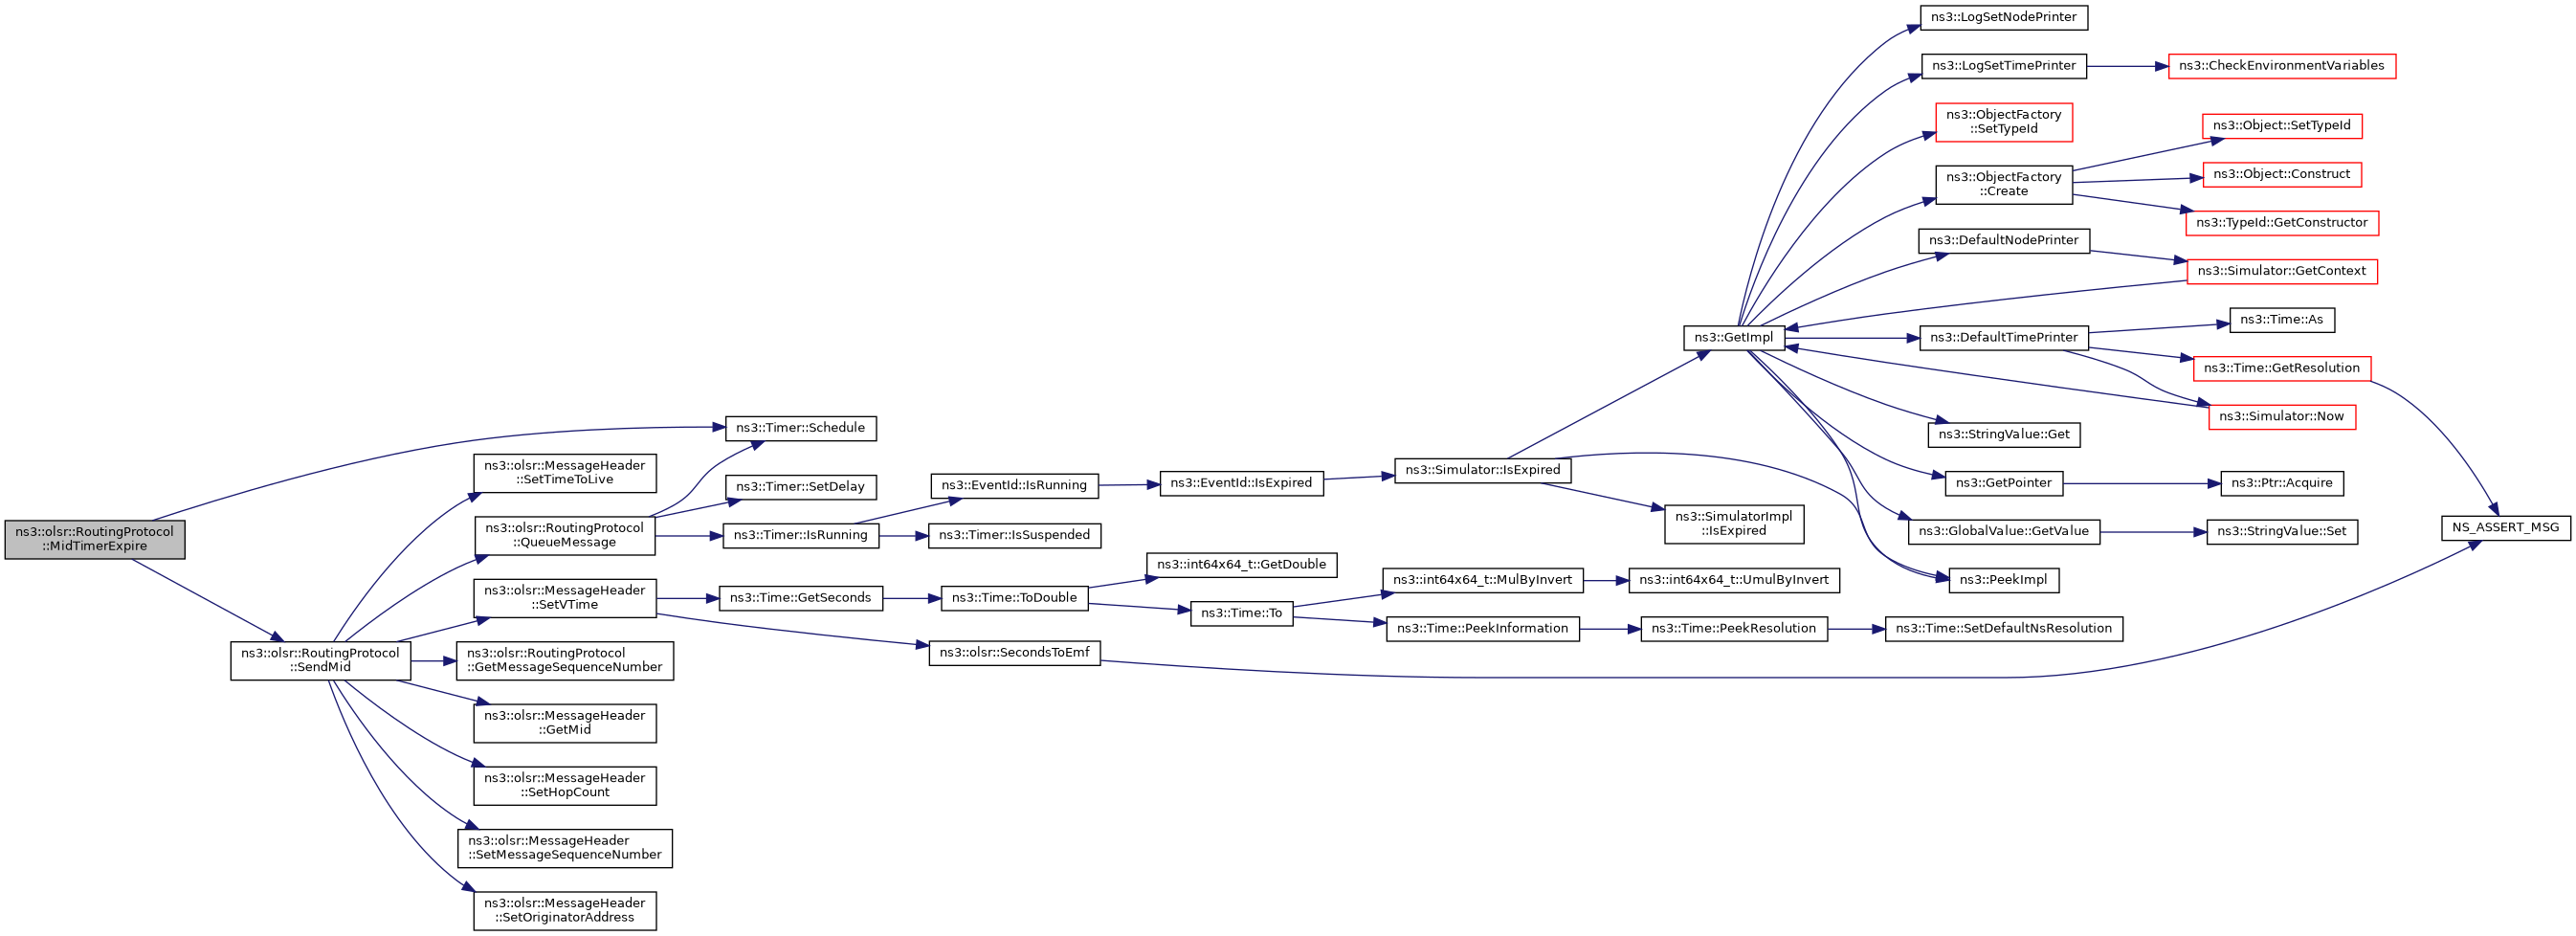 ns3::olsr::RoutingProtocol
::MidTimerExpire
ns3::olsr::RoutingProtocol
::SendMid
ns3::Timer::Schedule
ns3::olsr::MessageHeader
::SetTimeToLive
ns3::olsr::RoutingProtocol
::QueueMessage
ns3::olsr::MessageHeader
::SetVTime
ns3::olsr::RoutingProtocol
::GetMessageSequenceNumber
ns3::olsr::MessageHeader
::GetMid
ns3::olsr::MessageHeader
::SetHopCount
ns3::olsr::MessageHeader
::SetMessageSequenceNumber
ns3::olsr::MessageHeader
::SetOriginatorAddress
ns3::Timer::SetDelay
ns3::Timer::IsRunning
ns3::Time::GetSeconds
ns3::EventId::IsRunning
ns3::Timer::IsSuspended
ns3::Time::ToDouble
ns3::olsr::SecondsToEmf
ns3::EventId::IsExpired
ns3::int64x64_t::GetDouble
ns3::Time::To
ns3::Simulator::IsExpired
ns3::int64x64_t::MulByInvert
ns3::Time::PeekInformation
ns3::GetImpl
ns3::SimulatorImpl
::IsExpired
ns3::int64x64_t::UmulByInvert
ns3::Time::PeekResolution
ns3::LogSetNodePrinter
ns3::LogSetTimePrinter
ns3::ObjectFactory
::SetTypeId
ns3::ObjectFactory
::Create
ns3::DefaultNodePrinter
ns3::DefaultTimePrinter
ns3::StringValue::Get
ns3::GetPointer
ns3::GlobalValue::GetValue
ns3::PeekImpl
ns3::Time::SetDefaultNsResolution
ns3::CheckEnvironmentVariables
ns3::Object::SetTypeId
ns3::Object::Construct
ns3::TypeId::GetConstructor
ns3::Simulator::GetContext
ns3::Time::As
ns3::Time::GetResolution
ns3::Simulator::Now
ns3::Ptr::Acquire
ns3::StringValue::Set
NS_ASSERT_MSG